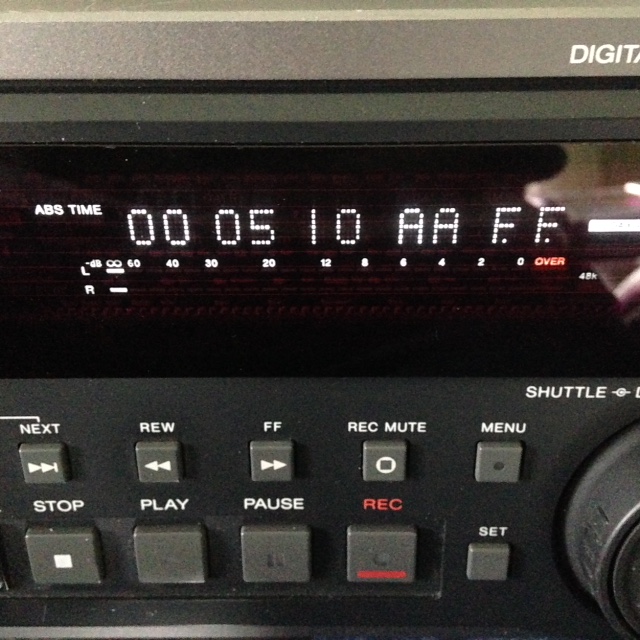 DIGITA
ABS TIME 00 05 10 AA F.F.
-dB ∞ 60 40 30 20 12 8 6 4 2 0 OVER
L
R
48k
SHUTTLE
NEXT REW FF REC MUTE MENU
STOP PLAY PAUSE REC
SET